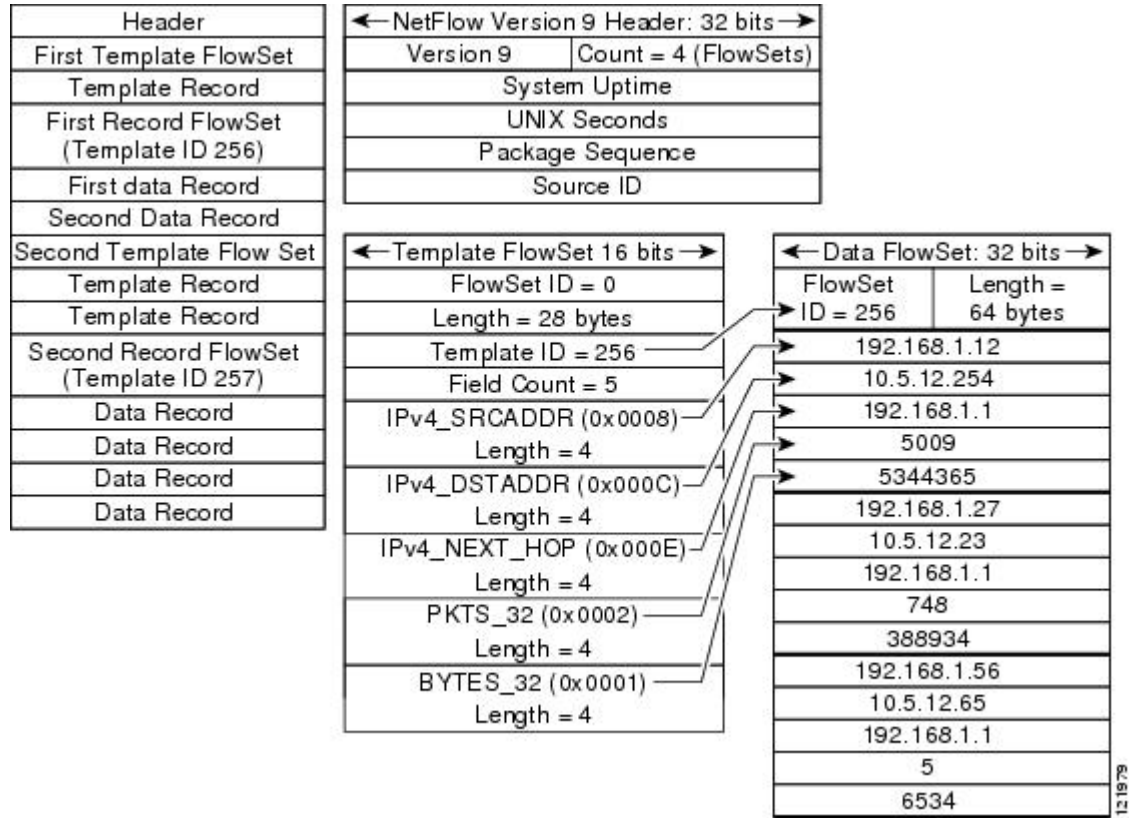 Header
First Template FlowSet
Template Record
First Record FlowSet
(Template ID 256)
First data Record
Second Data Record
Second Template Flow Set
Template Record
Template Record
Second Record FlowSet
(Template ID 257)
Data Record
Data Record
Data Record
Data Record
NetFlow Version 9 Header: 32 bits
Version 9
Count = 4 (FlowSets)
System Uptime
UNIX Seconds
Package Sequence
Source ID
Template FlowSet 16 bits
FlowSet ID = 0
Length = 28 bytes
Template ID = 256
Field Count = 5
IPv4_SRCADDR (0x0008)
Length = 4
IPv4_DSTADDR (0x000C)
Length = 4
IPv4_NEXT_HOP (0x000E)
Length = 4
PKTS_32 (0x0002)
Length = 4
BYTES_32 (0x0001)
Length = 4
Data FlowSet: 32 bits
FlowSet
ID = 256
Length =
64 bytes
192.168.1.12
10.5.12.254
192.168.1.1
5009
5344365
192.168.1.27
10.5.12.23
192.168.1.1
748
388934
192.168.1.56
10.5.12.65
192.168.1.1
5
6534
121979